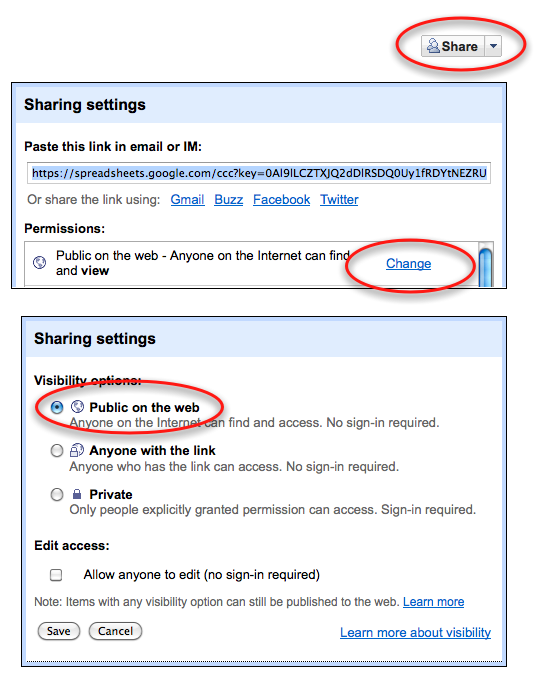 Share
Sharing settings
Paste this link in email or IM:
https://spreadsheets.google.com/ccc?key=0Al9lLCZTXJQ2dDlRSDQ0Uy1fRDYtNEZRU
Or share the link using: Gmail Buzz Facebook Twitter
Permissions:
Public on the web - Anyone on the Internet can find
and view
Change
Sharing settings
Visibility options:
Public on the web
Anyone on the Internet can find and access. No sign-in required.
Anyone with the link
Anyone who has the link can access. No sign-in required.
Private
Only people explicitly granted permission can access. Sign-in required.
Edit access:
Allow anyone to edit (no sign-in required)
Note: Items with any visibility option can still be published to the web. Learn more
Save Cancel Learn more about visibility